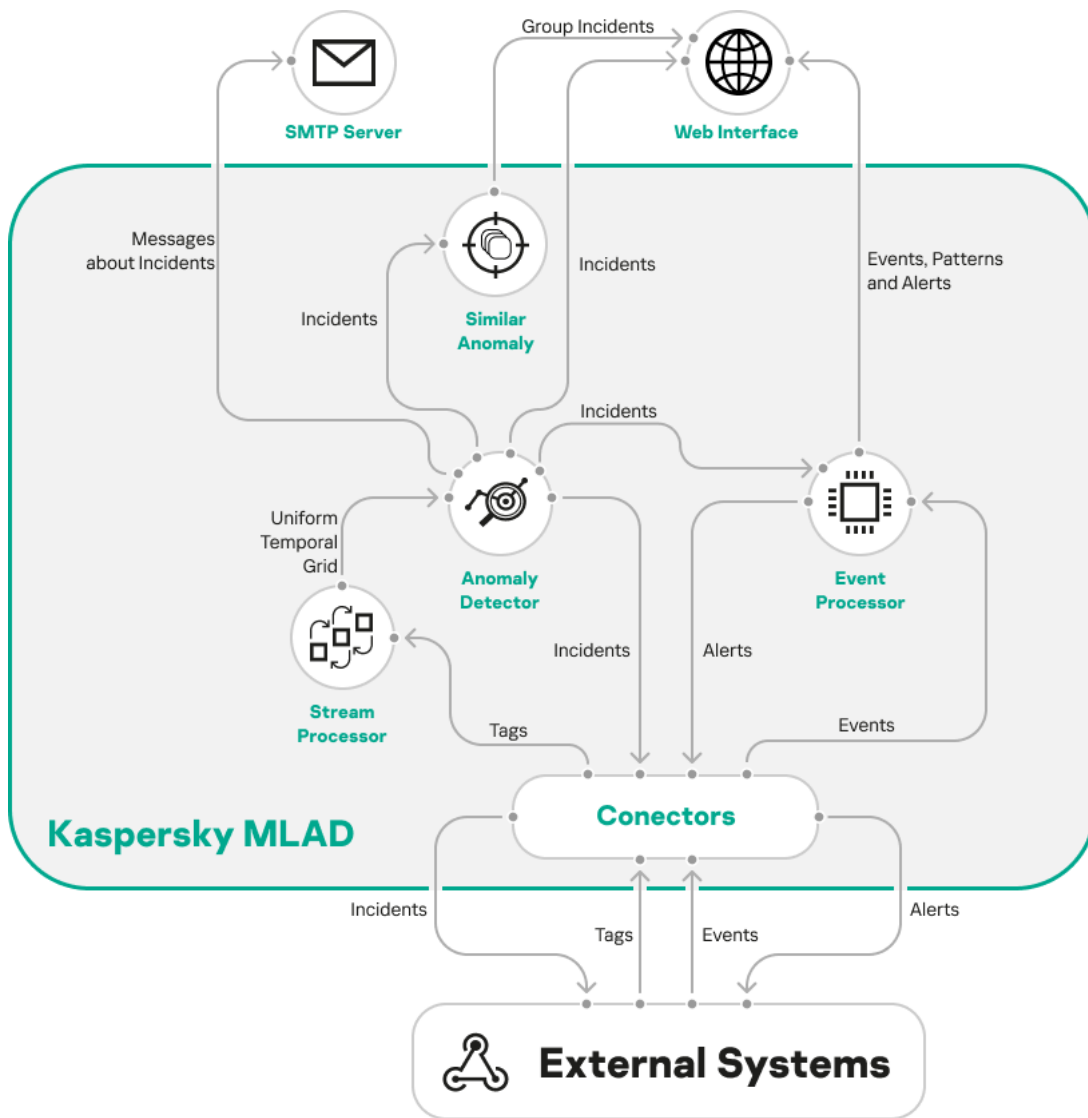 Group Incidents
SMTP Server
Web Interface
Messages
about Incidents
Incidents
Events, Patterns
and Alerts
Incidents
Similar
Anomaly
Incidents
Uniform
Temporal
Grid
Anomaly
Detector
Event
Processor
Incidents
Alerts
Stream
Processor
Tags
Events
Conectors
Kaspersky MLAD
Incidents
Alerts
Tags
Events
External Systems